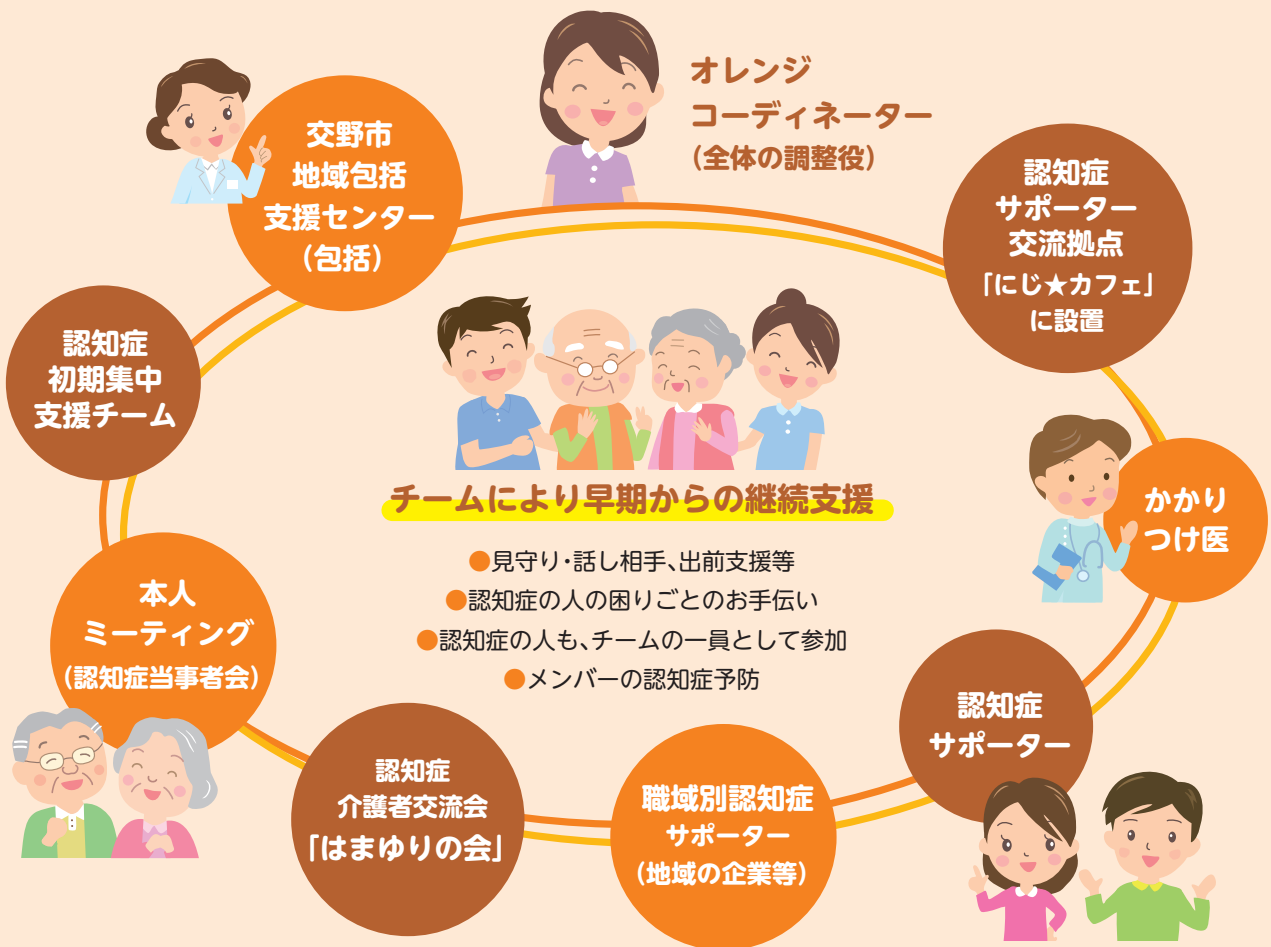 オレンジ
コーディネーター
(全体の調整役)
交野市
地域包括
支援センター
(包括)
認知症
サポーター
交流拠点
「にじ★カフェ」
に設置
認知症
初期集中
支援チーム
かかり
つけ医
チームにより早期からの継続支援
●見守り・話し相手、出前支援等
●認知症の人の困りごとのお手伝い
●認知症の人も、チームの一員として参加
●メンバーの認知症予防
本人
ミーティング
(認知症当事者会)
認知症
サポーター
認知症
介護者交流会
「はまゆりの会」
職域別認知症
サポーター
(地域の企業等)